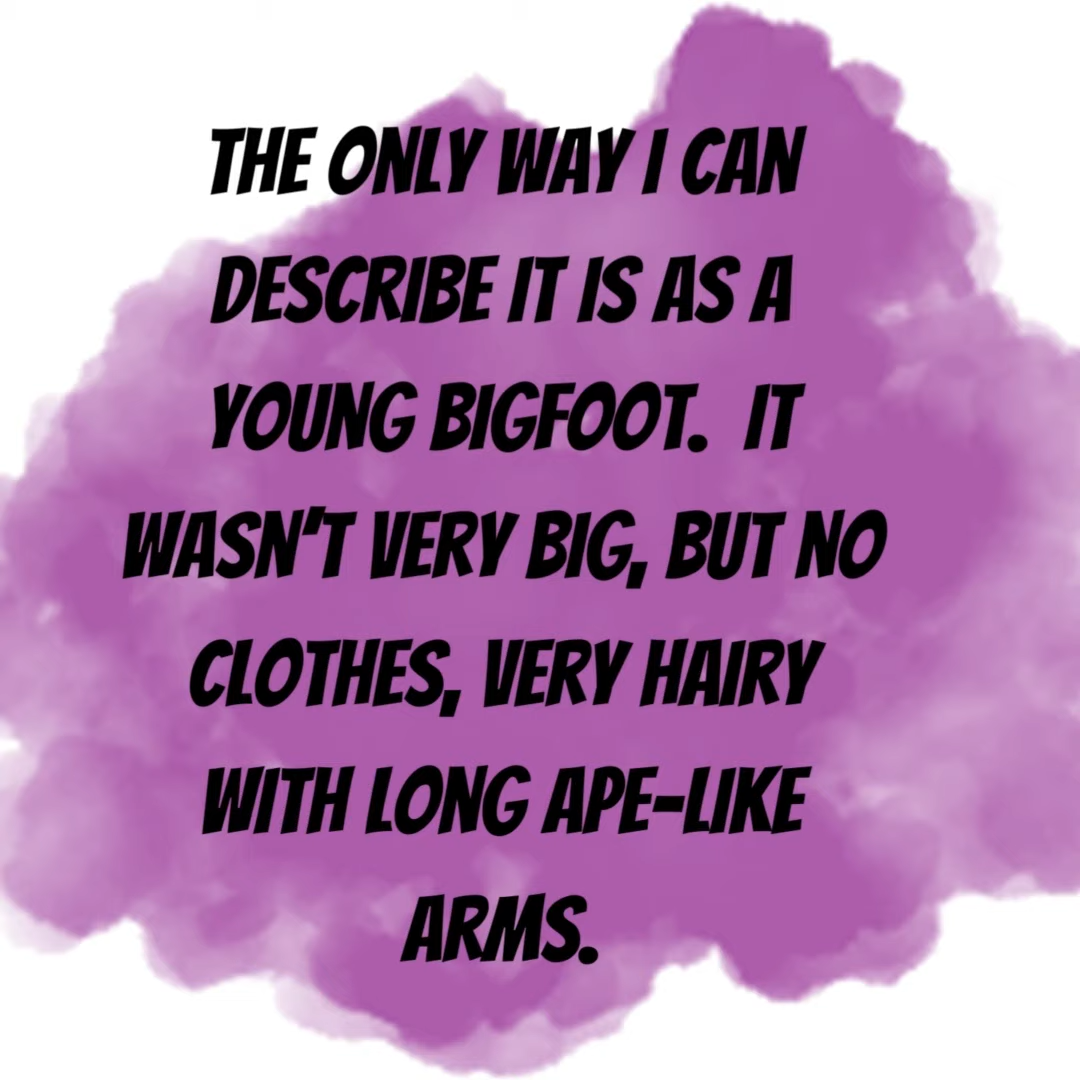 THE ONLY WAY I CAN
DESCRIBE IT IS AS A
YOUNG BIGFOOT. IT
WASN'T VERY BIG, BUT NO
CLOTHES, VERY HAIRY
WITH LONG APE-LIKE
ARMS.